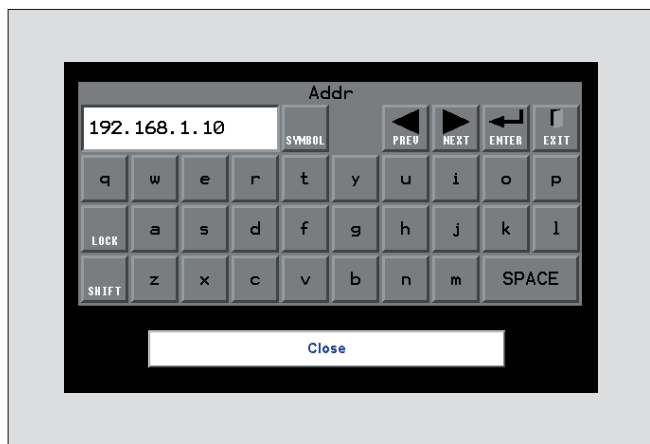 Addr
192.168.1.10 SYMBOL PREV NEXT ENTER EXIT
q w e r t y u i o p
LOCK a s d f g h j k l
SHIFT z x c v b n m SPACE
Close